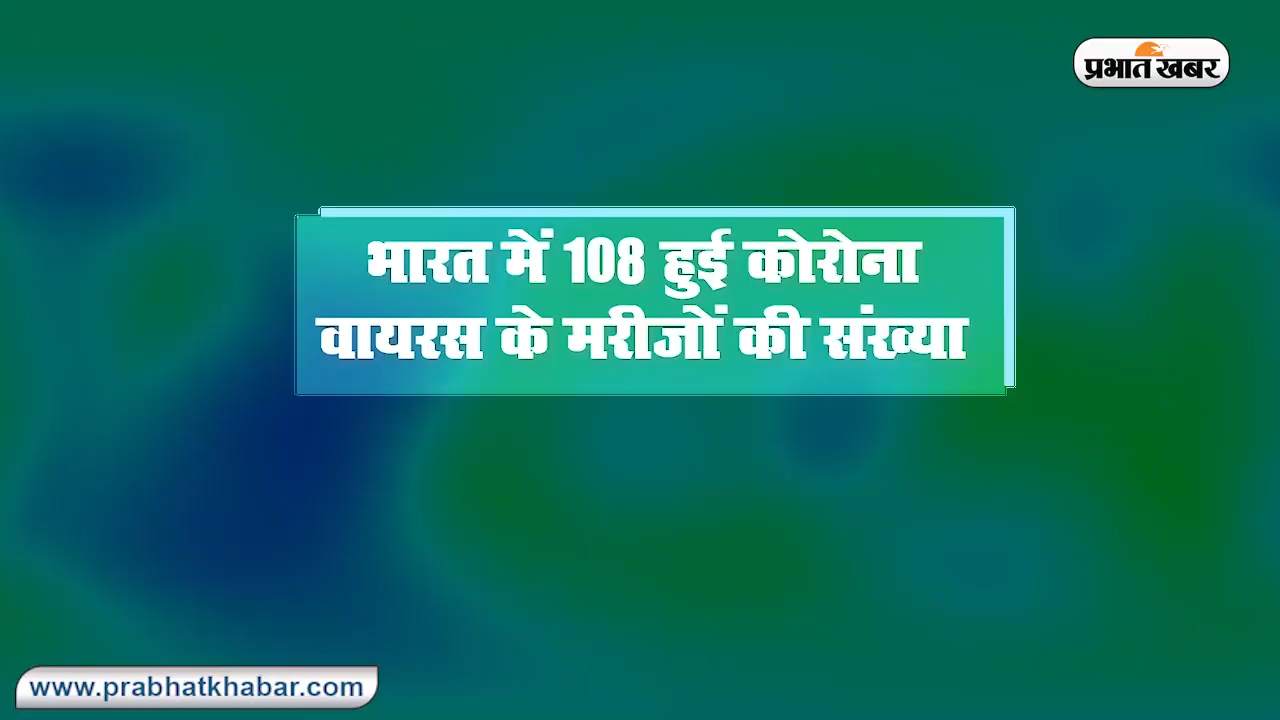 प्रभात खबर
भारत में 108 हुई कोरोना
वायरस के मरीजों की संख्या
www.prabhatkhabar.com